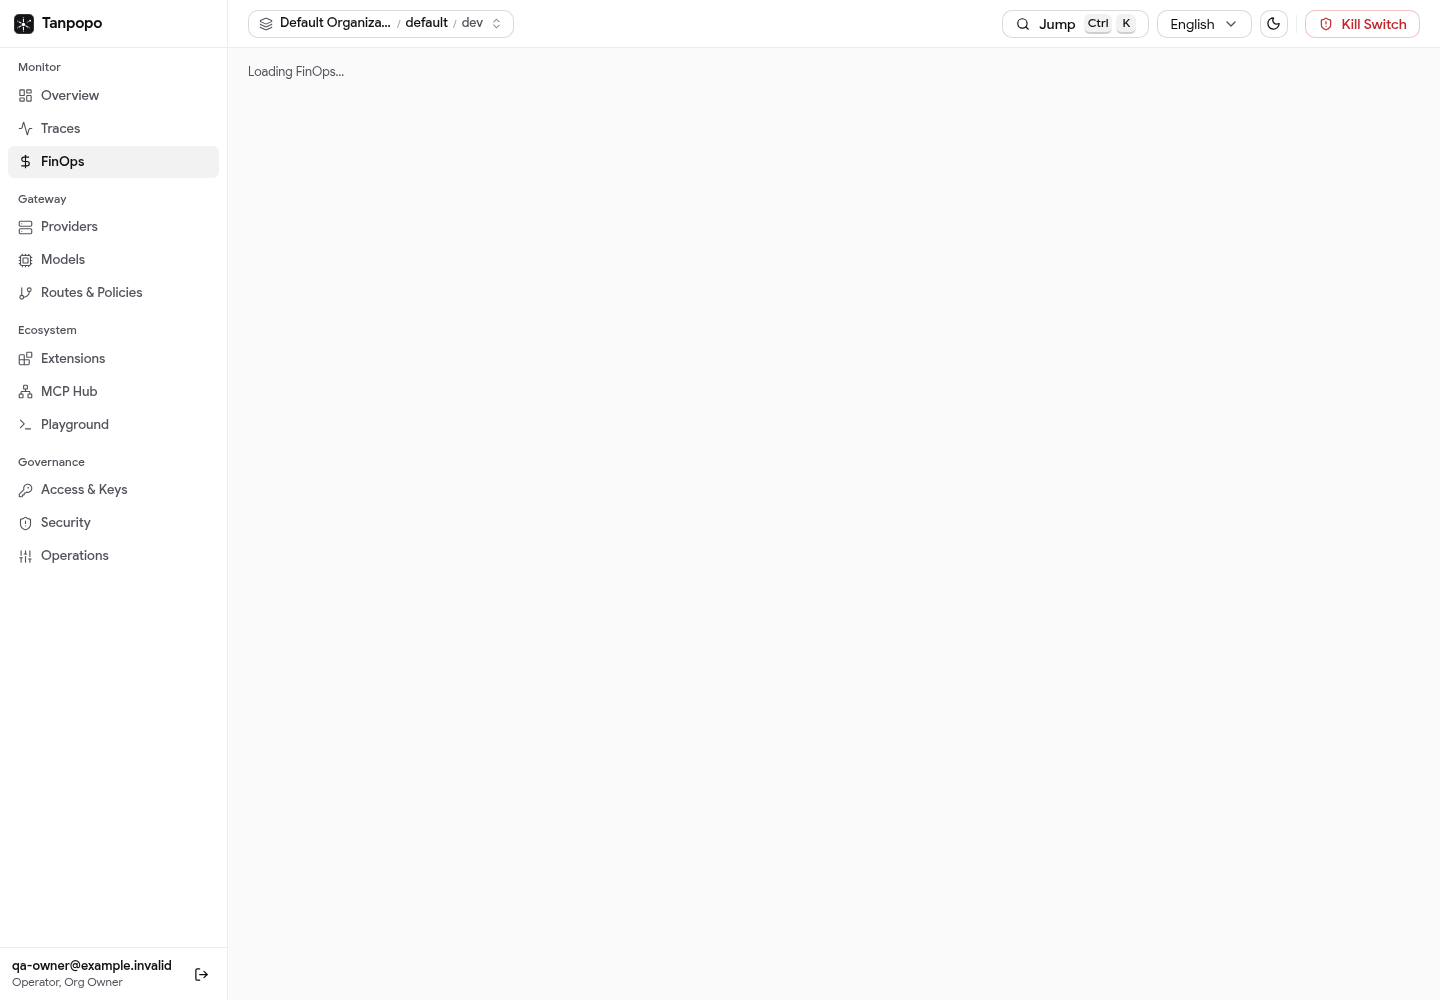 Tanpopo
Default Organiza... / default / dev
Jump Ctrl K
English
Kill Switch
Monitor
Overview
Traces
FinOps
Gateway
Providers
Models
Routes & Policies
Ecosystem
Extensions
MCP Hub
Playground
Governance
Access & Keys
Security
Operations
qa-owner@example.invalid
Operator, Org Owner
Loading FinOps...